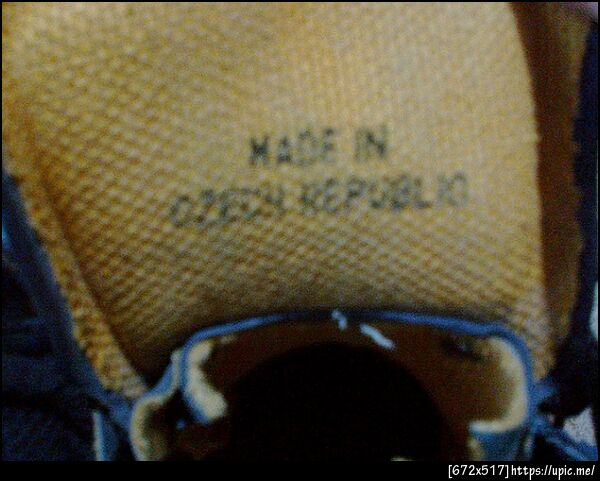 MADE IN
CZECH REPUBLIC
[672x517]https://upic.me/